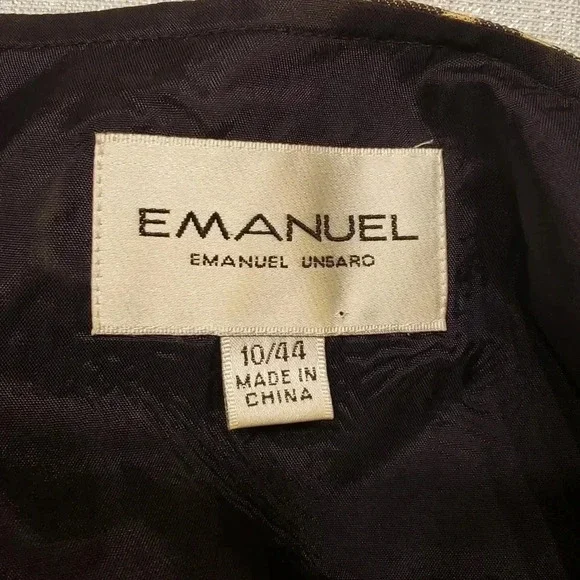 EMANUEL
EMANUEL UNGARO
10/44
MADE IN
CHINA